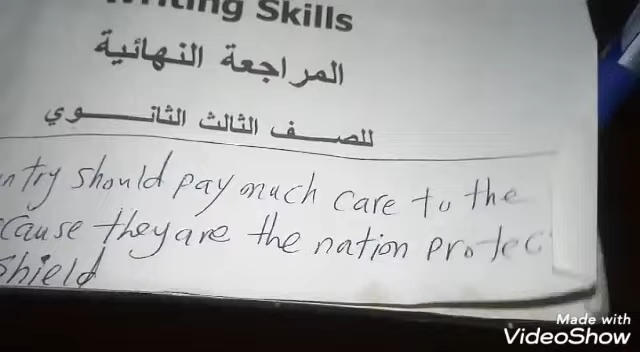 Writing Skills
المراجعة النهائية
للصف الثالث الثانوي
ntry should pay much care to the
cause they are the nation protec
shield
Made with
VideoShow